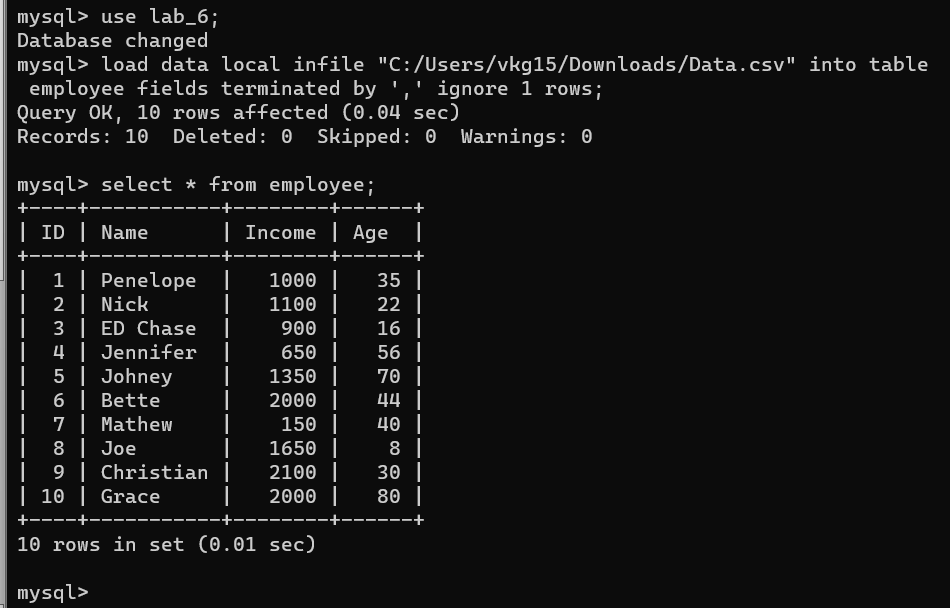 mysql> use lab_6;
Database changed
mysql> load data local infile "C:/Users/vkg15/Downloads/Data.csv" into table
 employee fields terminated by ',' ignore 1 rows;
Query OK, 10 rows affected (0.04 sec)
Records: 10  Deleted: 0  Skipped: 0  Warnings: 0

mysql> select * from employee;
+----+-----------+--------+------+
| ID | Name      | Income | Age  |
+----+-----------+--------+------+
|  1 | Penelope  |   1000 |   35 |
|  2 | Nick      |   1100 |   22 |
|  3 | ED Chase  |    900 |   16 |
|  4 | Jennifer  |    650 |   56 |
|  5 | Johney    |   1350 |   70 |
|  6 | Bette     |   2000 |   44 |
|  7 | Mathew    |    150 |   40 |
|  8 | Joe       |   1650 |    8 |
|  9 | Christian |   2100 |   30 |
| 10 | Grace     |   2000 |   80 |
+----+-----------+--------+------+
10 rows in set (0.01 sec)

mysql>